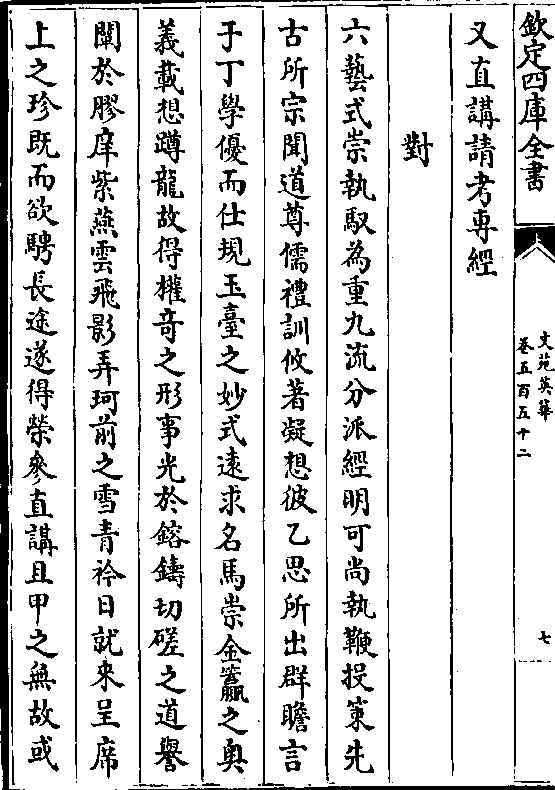 欽定四庫全書
文苑英華
卷五百五十二
七
又直講請考專經
對
六藝式崇執馭為重九流分派經明可尚執鞭投策先
古所宗聞道尊儒禮訓攸著凝想彼乙思所出群瞻言
于丁學優而仕規玉臺之妙式遠求名馬崇金籯之奥
義載想蹲龍故得權奇之形事光於鎔鑄切磋之道譽
闡於膠庠紫燕雲飛影弄珂前之雪青衿日就來呈席
上之珍既而欲騁長途遂得榮參直講且甲之無故或